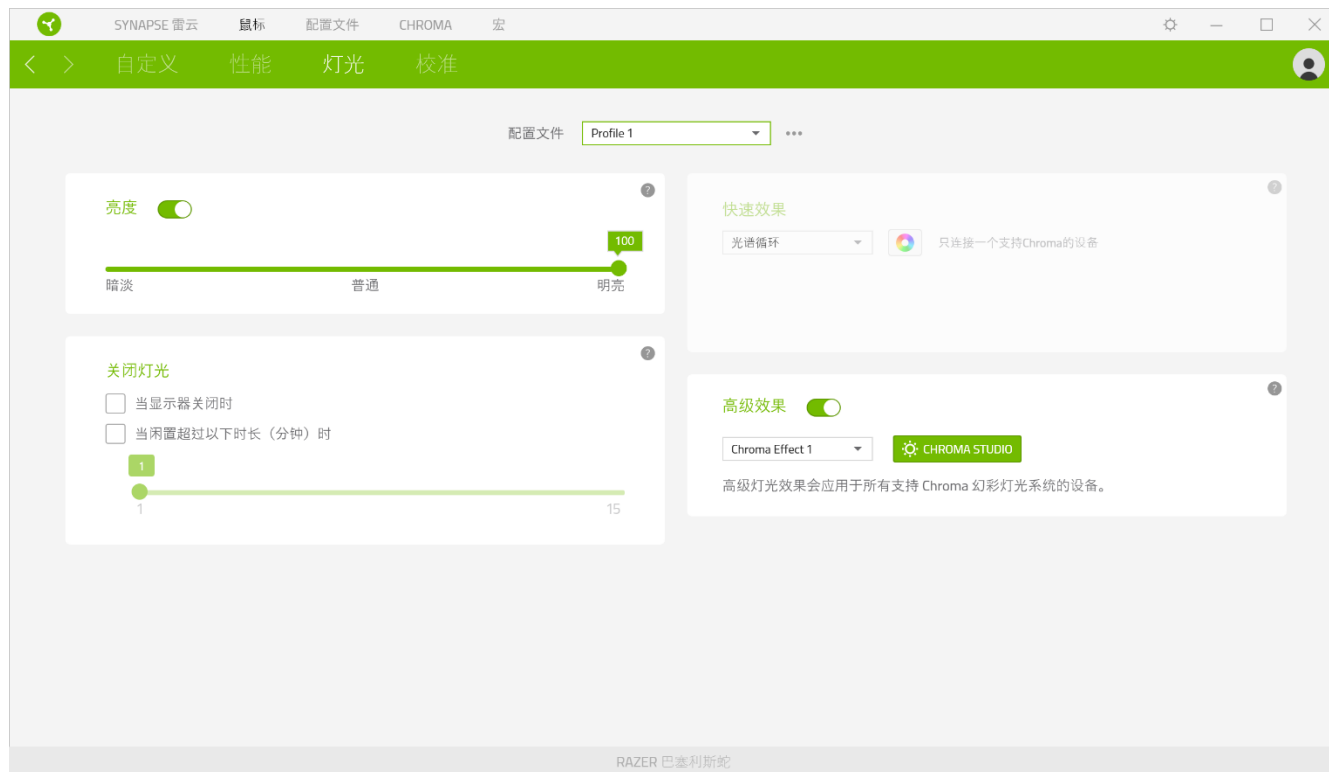 SYNAPSE 雷云 鼠标 配置文件 CHROMA 宏
自定义 性能 灯光 校准
配置文件 Profile 1
亮度
100
暗淡 普通 明亮
关闭灯光
当显示器关闭时
当闲置超过以下时长（分钟）时
1
1 15
快速效果
光谱循环 只连接一个支持Chroma的设备
高级效果
Chroma Effect 1 CHROMA STUDIO
高级灯光效果会应用于所有支持 Chroma 幻彩灯光系统的设备。
RAZER 巴塞利斯蛇